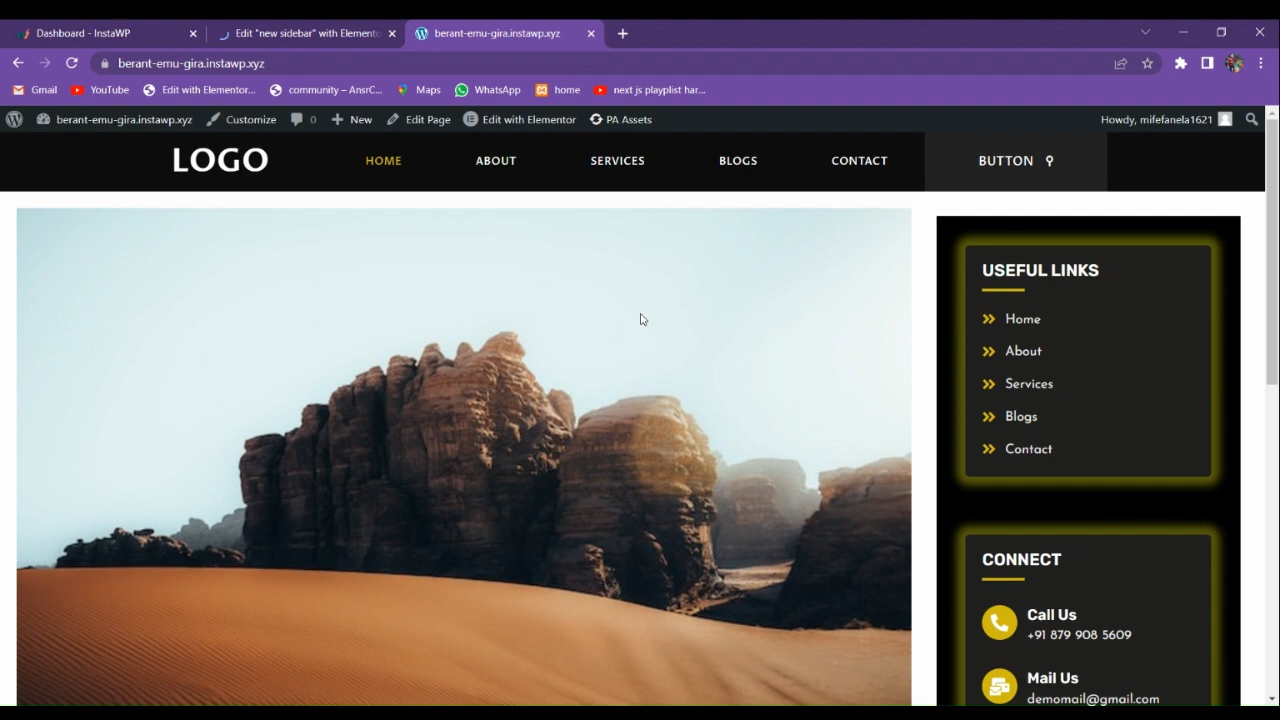 Dashboard - InstaWP
Edit "new sidebar" with Elemento
berant-emu-gira.instawp.xyz
berant-emu-gira.instawp.xyz
Gmail
YouTube
Edit with Elementor...
community – AnsrC...
Maps
WhatsApp
home
next js playplist har...
berant-emu-gira.instawp.xyz
Customize
0
New
Edit Page
Edit with Elementor
PA Assets
Howdy, mifefanela1621
LOGO
HOME
ABOUT
SERVICES
BLOGS
CONTACT
BUTTON
USEFUL LINKS
Home
About
Services
Blogs
Contact
CONNECT
Call Us
+91 879 908 5609
Mail Us
demomail@gmail.com